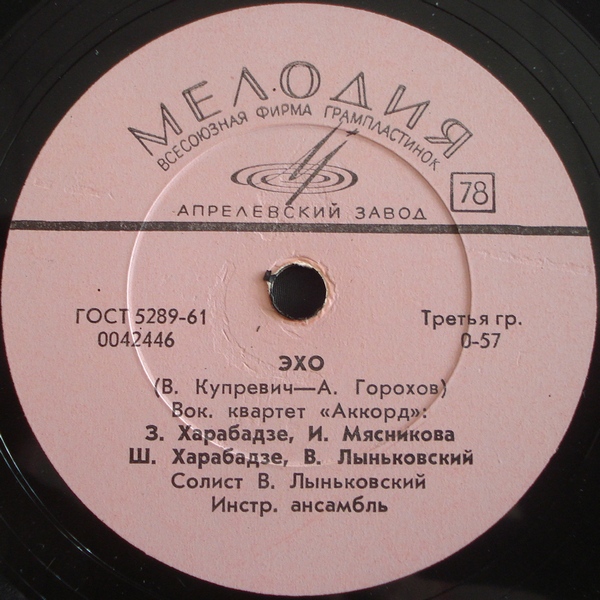 МЕЛОДИЯ
ВСЕСОЮЗНАЯ ФИРМА ГРАМПЛАСТИНОК
78
АПРЕЛЕВСКИЙ ЗАВОД
ГОСТ 5289-61 Третья гр.
0042446 0-57
ЭХО
(В. Купревич—А. Горохов)
Вок. квартет «Аккорд»:
З. Харабадзе, И. Мясникова
Ш. Харабадзе, В. Лыньковский
Солист В. Лыньковский
Инстр. ансамбль